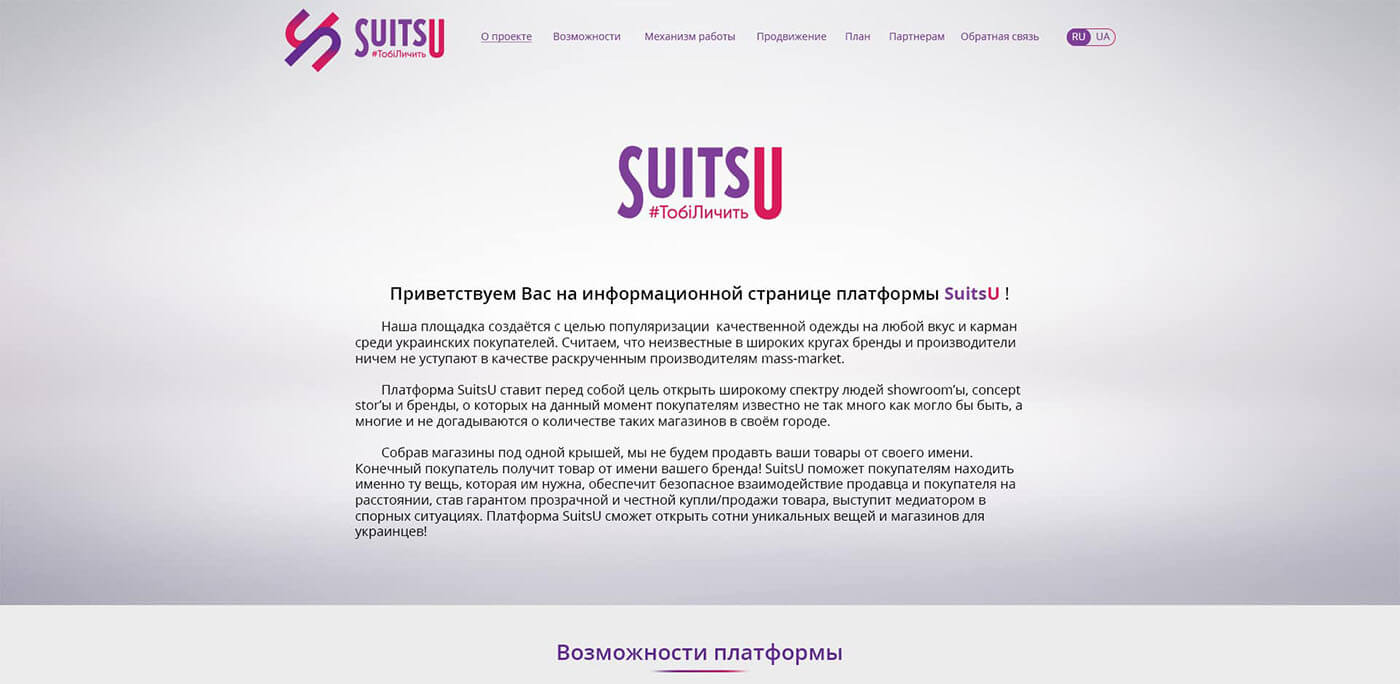 SUITSU
#ТобіЛичить
О проекте Возможности Механизм работы Продвижение План Партнерам Обратная связь RU UA
SUITSU
#ТобіЛичить
Приветствуем Вас на информационной странице платформы SuitsU !
Наша площадка создаётся с целью популяризации качественной одежды на любой вкус и карман
среди украинских покупателей. Считаем, что неизвестные в широких кругах бренды и производители
ничем не уступают в качестве раскрученным производителям mass-market.
Платформа SuitsU ставит перед собой цель открыть широкому спектру людей showroom'ы, concept
stor'ы и бренды, о которых на данный момент покупателям известно не так много как могло бы быть, а
многие и не догадываются о количестве таких магазинов в своём городе.
Собрав магазины под одной крышей, мы не будем продавть ваши товары от своего имени.
Конечный покупатель получит товар от имени вашего бренда! SuitsU поможет покупателям находить
именно ту вещь, которая им нужна, обеспечит безопасное взаимодействие продавца и покупателя на
расстоянии, став гарантом прозрачной и честной купли/продажи товара, выступит медиатором в
спорных ситуациях. Платформа SuitsU сможет открыть сотни уникальных вещей и магазинов для
украинцев!
Возможности платформы